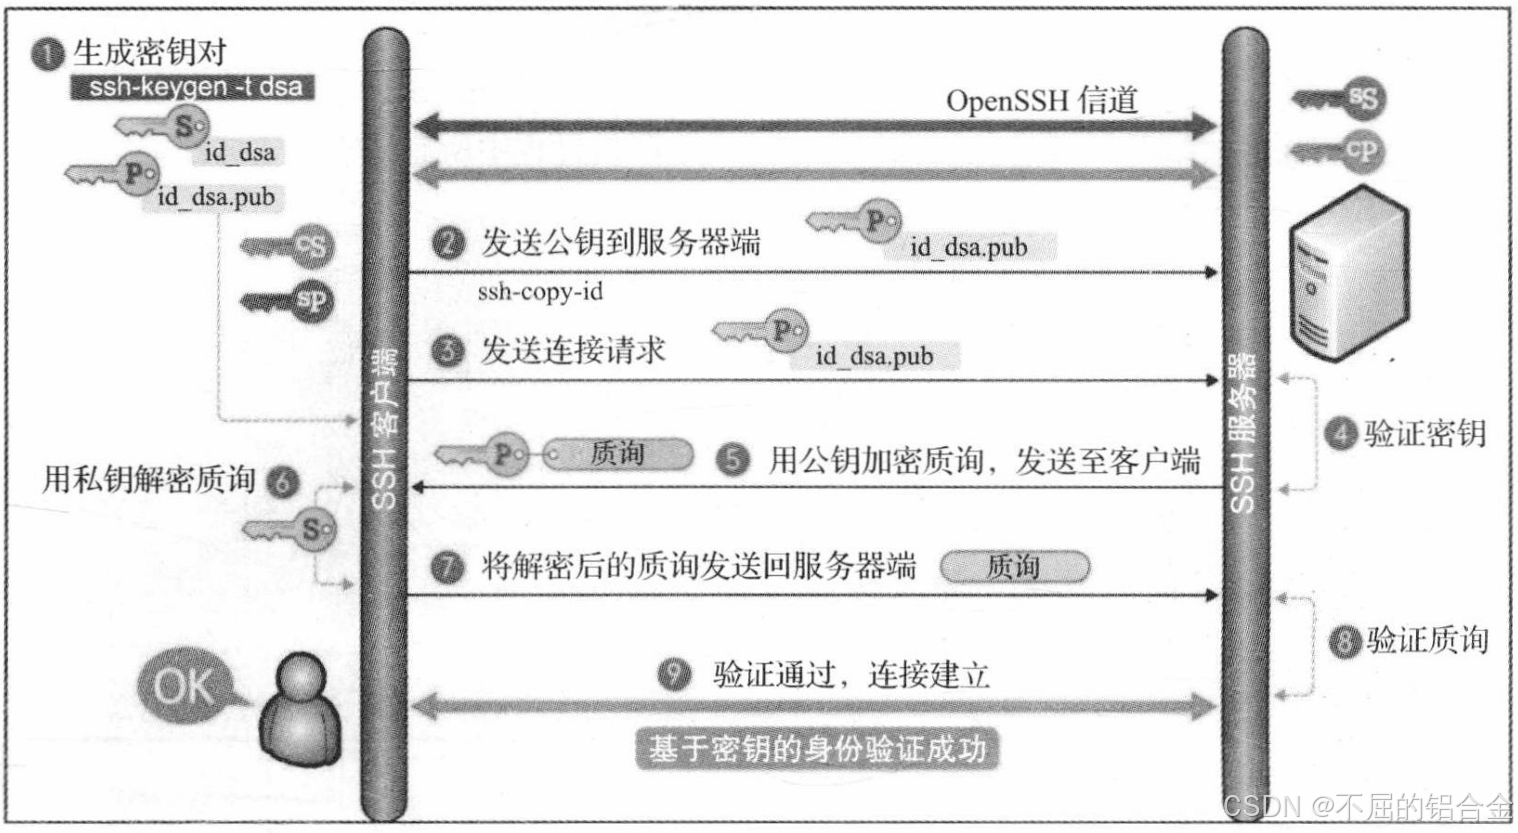 1 生成密钥对
ssh-keygen -t dsa
S
id_dsa
P
id_dsa.pub
cS
sP
OpenSSH 信道
sS
cP
2 发送公钥到服务器端
P
id_dsa.pub
ssh-copy-id
3 发送连接请求
P
id_dsa.pub
SSH 客户端
SSH 服务器
4 验证密钥
P 质询
5 用公钥加密质询，发送至客户端
用私钥解密质询 6
S
7 将解密后的质询发送回服务器端 质询
8 验证质询
OK
9 验证通过，连接建立
基于密钥的身份验证成功
CSDN @不屈的铝合金